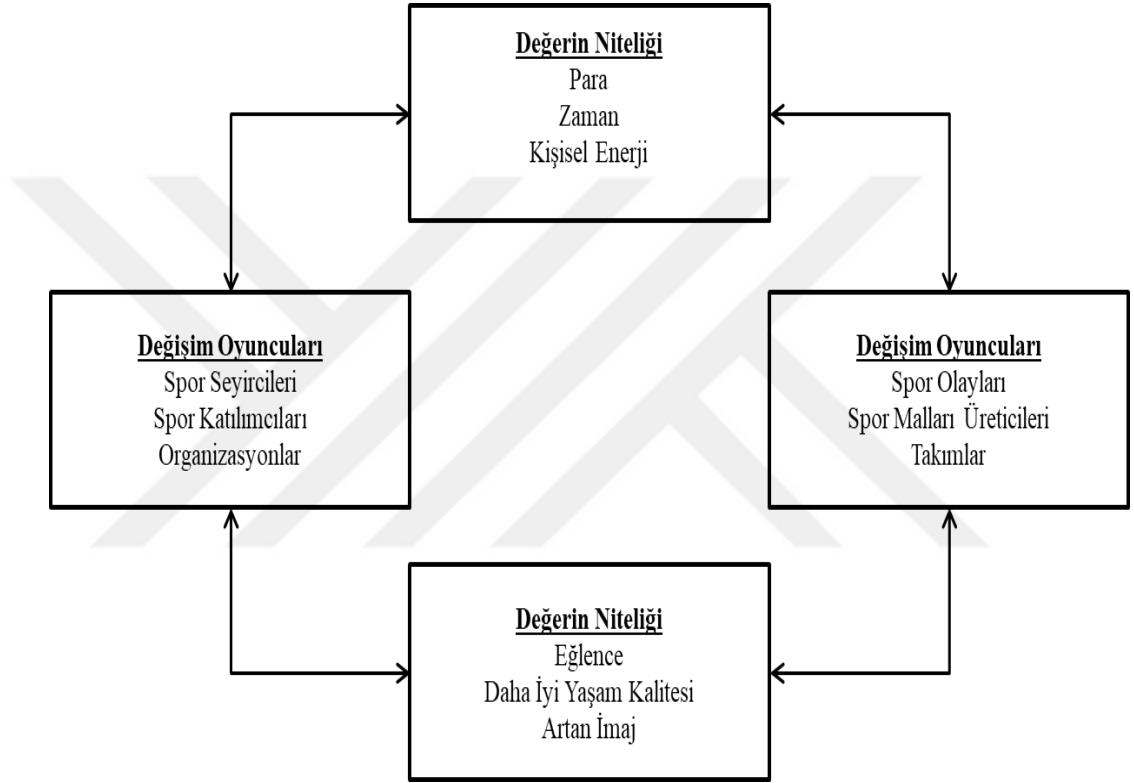 Değerin Niteliği
Para
Zaman
Kişisel Enerji
Değişim Oyuncuları
Spor Seyircileri
Spor Katılımcıları
Organizasyonlar
Değişim Oyuncuları
Spor Olayları
Spor Malları Üreticileri
Takımlar
Değerin Niteliği
Eğlence
Daha İyi Yaşam Kalitesi
Artan İmaj